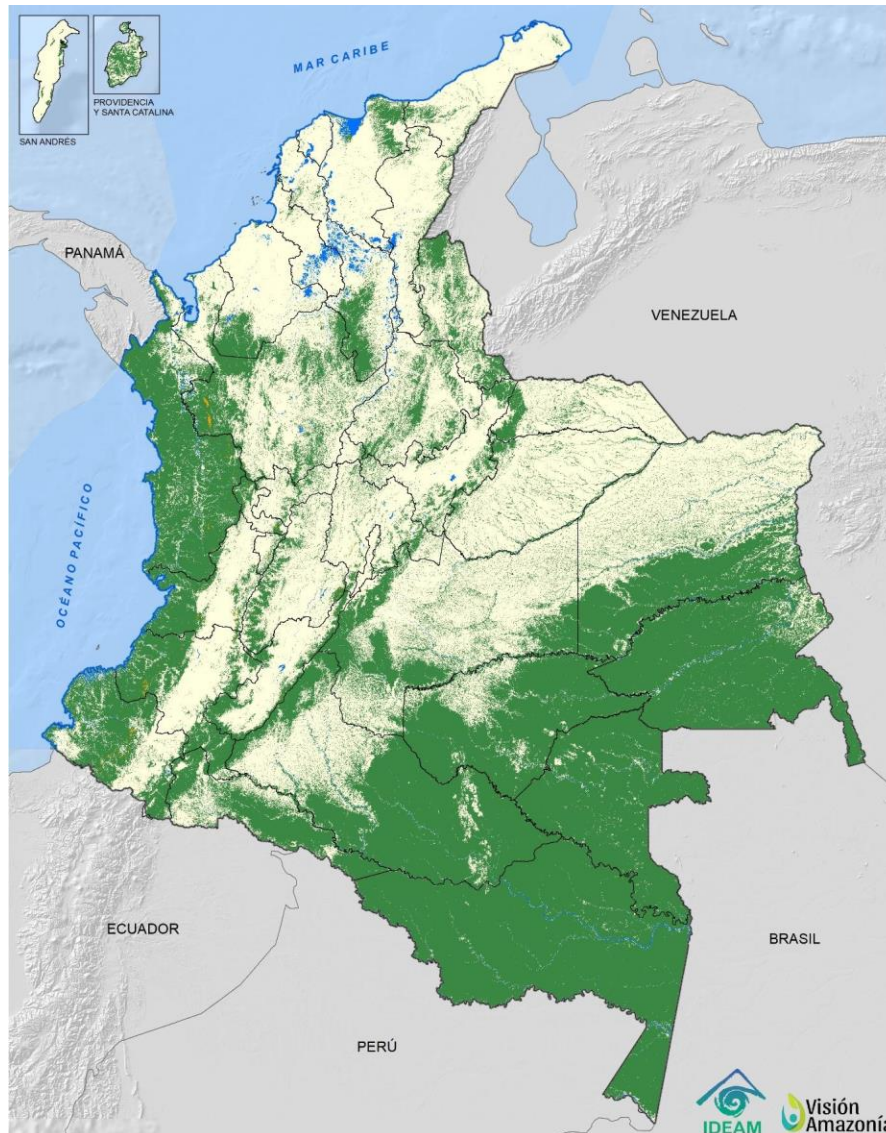 MAR CARIBE
PROVIDENCIA
Y SANTA CATALINA
SAN ANDRÉS
PANAMÁ
VENEZUELA
OCÉANO PACÍFICO
ECUADOR
BRASIL
PERÚ
IDEAM
Visión
Amazonía